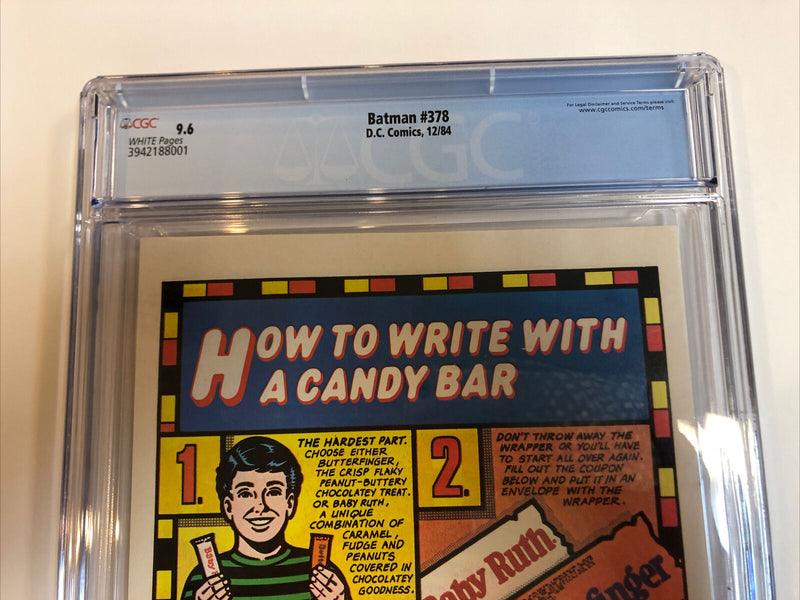 CGC 9.6
WHITE Pages
3942188001
Batman #378
D.C. Comics, 12/84
For Legal Disclaimer and Service Terms please visit
www.cgccomics.com/terms
CGC
HOW TO WRITE WITH
A CANDY BAR
1.
THE HARDEST PART.
CHOOSE EITHER
BUTTERFINGER,
THE CRISP FLAKY
PEANUT-BUTTERY
CHOCOLATEY TREAT.
OR BABY RUTH,
A UNIQUE
COMBINATION OF
CARAMEL,
FUDGE AND
PEANUTS
COVERED IN
CHOCOLATEY
GOODNESS.
Baby
Butte
2.
DON'T THROW AWAY THE
WRAPPER OR YOU'LL HAVE
TO START ALL OVER AGAIN.
FILL OUT THE COUPON
BELOW AND PUT IT IN AN
ENVELOPE WITH THE
WRAPPER.
Baby Ruth
finger